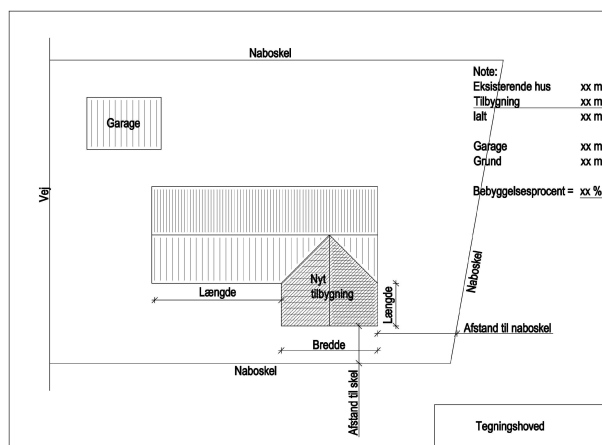 Naboskel
Note:
Eksisterende hus xx m
Tilbygning xx m
Ialt xx m
Garage xx m
Grund xx m
Bebyggelsesprocent = xx %
Garage
Vej
Nyt
tilbygning
Længde
Længde
Naboskel
Afstand til naboskel
Bredde
Naboskel
Afstand til skel
Tegningshoved